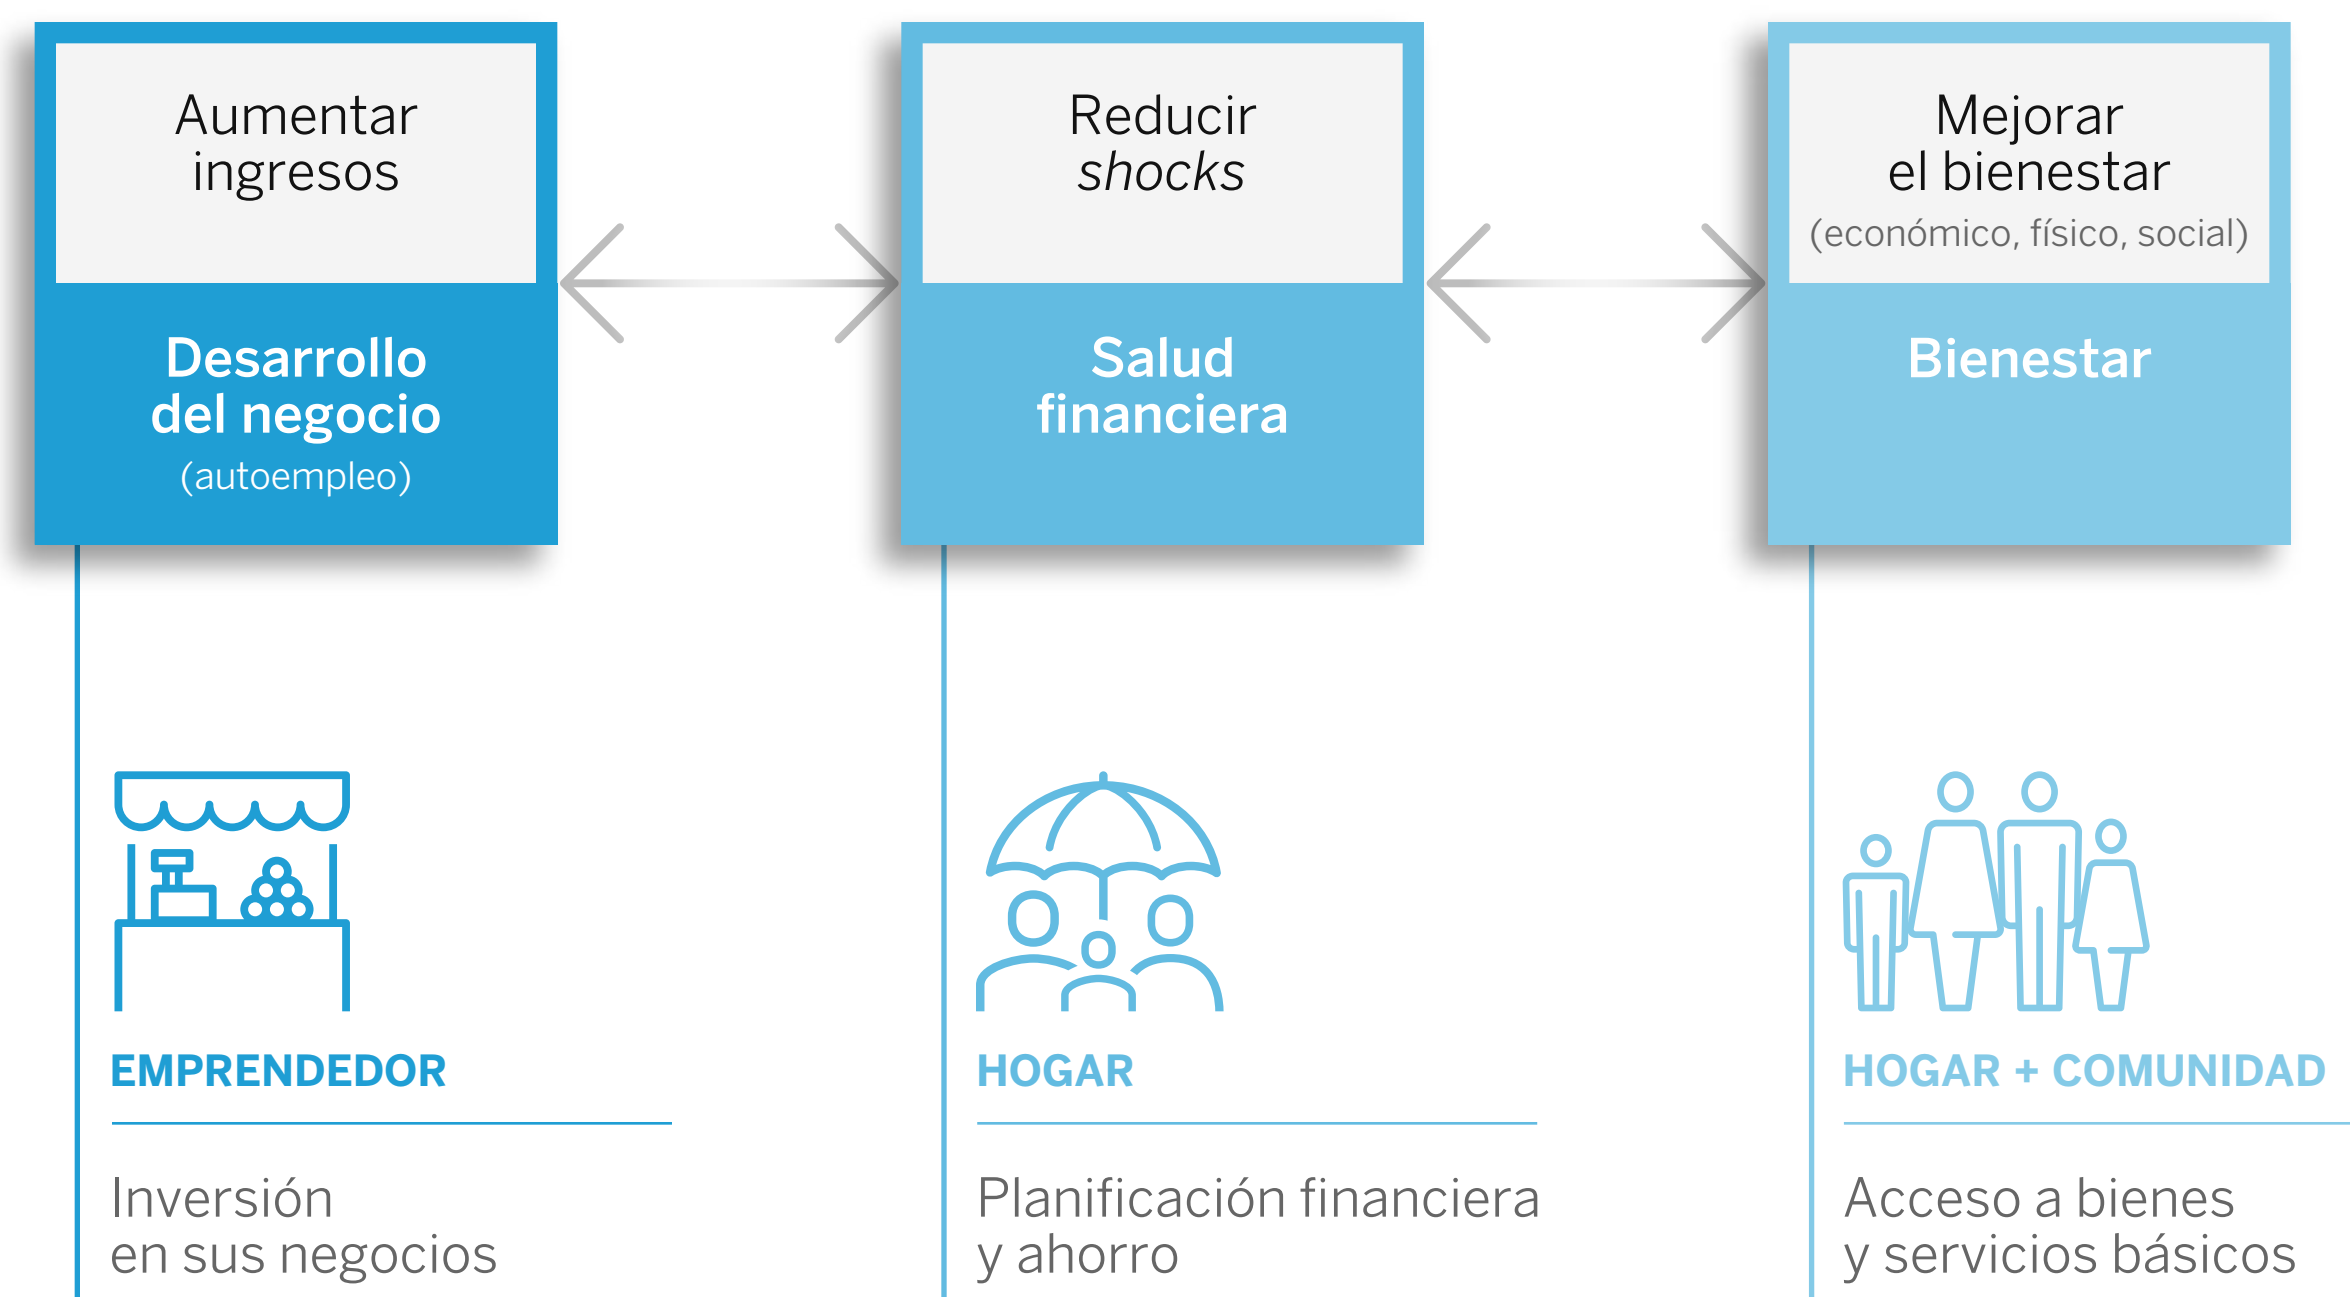 Aumentar
ingresos
Desarrollo
del negocio
(autoempleo)
Reducir
shocks
Salud
financiera
Mejorar
el bienestar
(económico, físico, social)
Bienestar
EMPRENDEDOR
Inversión
en sus negocios
HOGAR
Planificación financiera
y ahorro
HOGAR + COMUNIDAD
Acceso a bienes
y servicios básicos